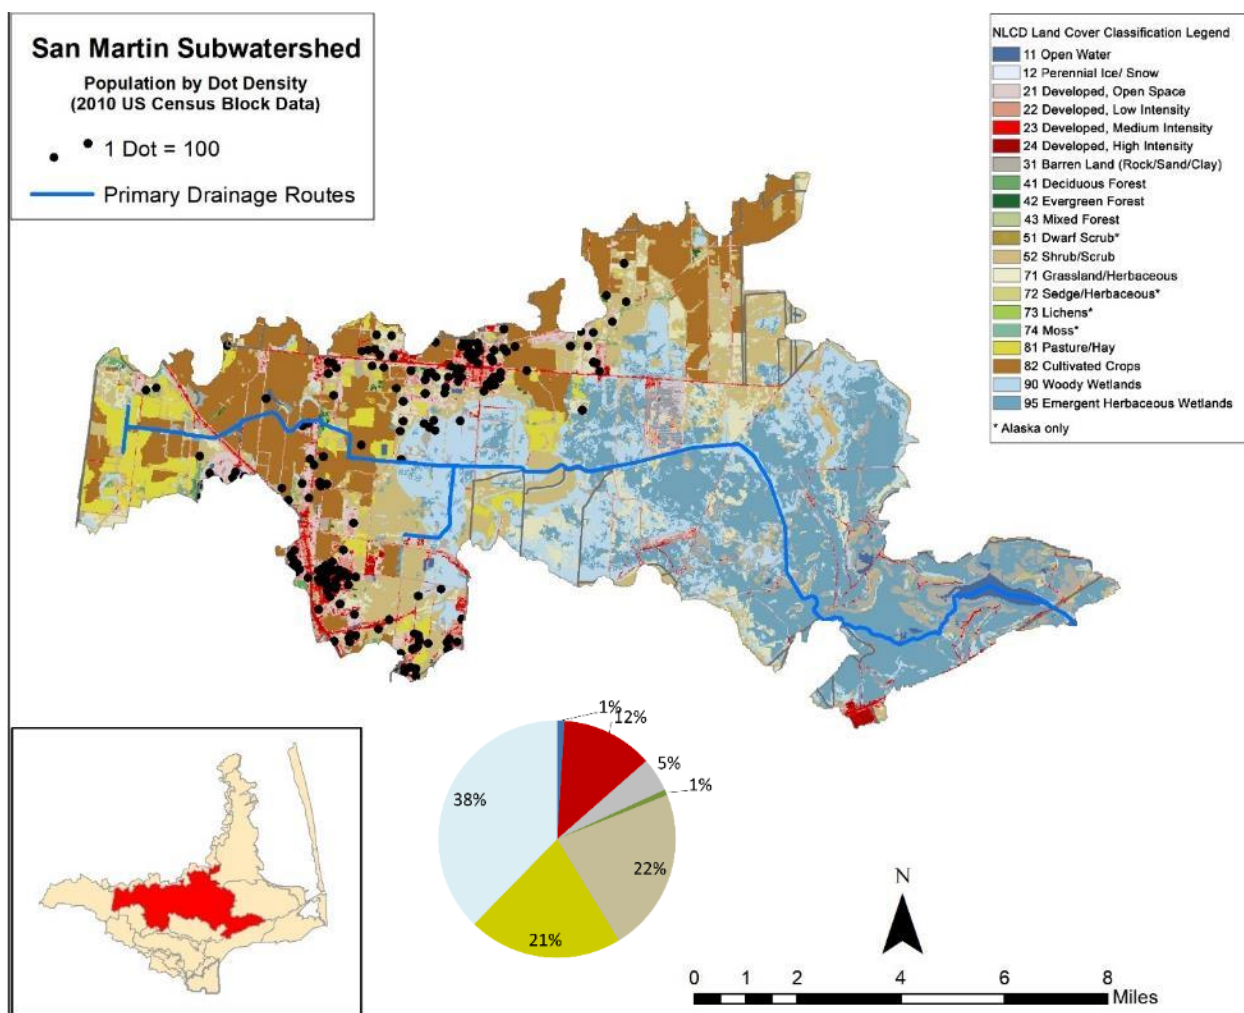 San Martin Subwatershed
Population by Dot Density
(2010 US Census Block Data)
1 Dot = 100
Primary Drainage Routes
NLCD Land Cover Classification Legend
11 Open Water
12 Perennial Ice/ Snow
21 Developed, Open Space
22 Developed, Low Intensity
23 Developed, Medium Intensity
24 Developed, High Intensity
31 Barren Land (Rock/Sand/Clay)
41 Deciduous Forest
42 Evergreen Forest
43 Mixed Forest
51 Dwarf Scrub*
52 Shrub/Scrub
71 Grassland/Herbaceous
72 Sedge/Herbaceous*
73 Lichens*
74 Moss*
81 Pasture/Hay
82 Cultivated Crops
90 Woody Wetlands
95 Emergent Herbaceous Wetlands
* Alaska only
1%
12%
5%
1%
38%
22%
21%
N
0 1 2 4 6 8
Miles